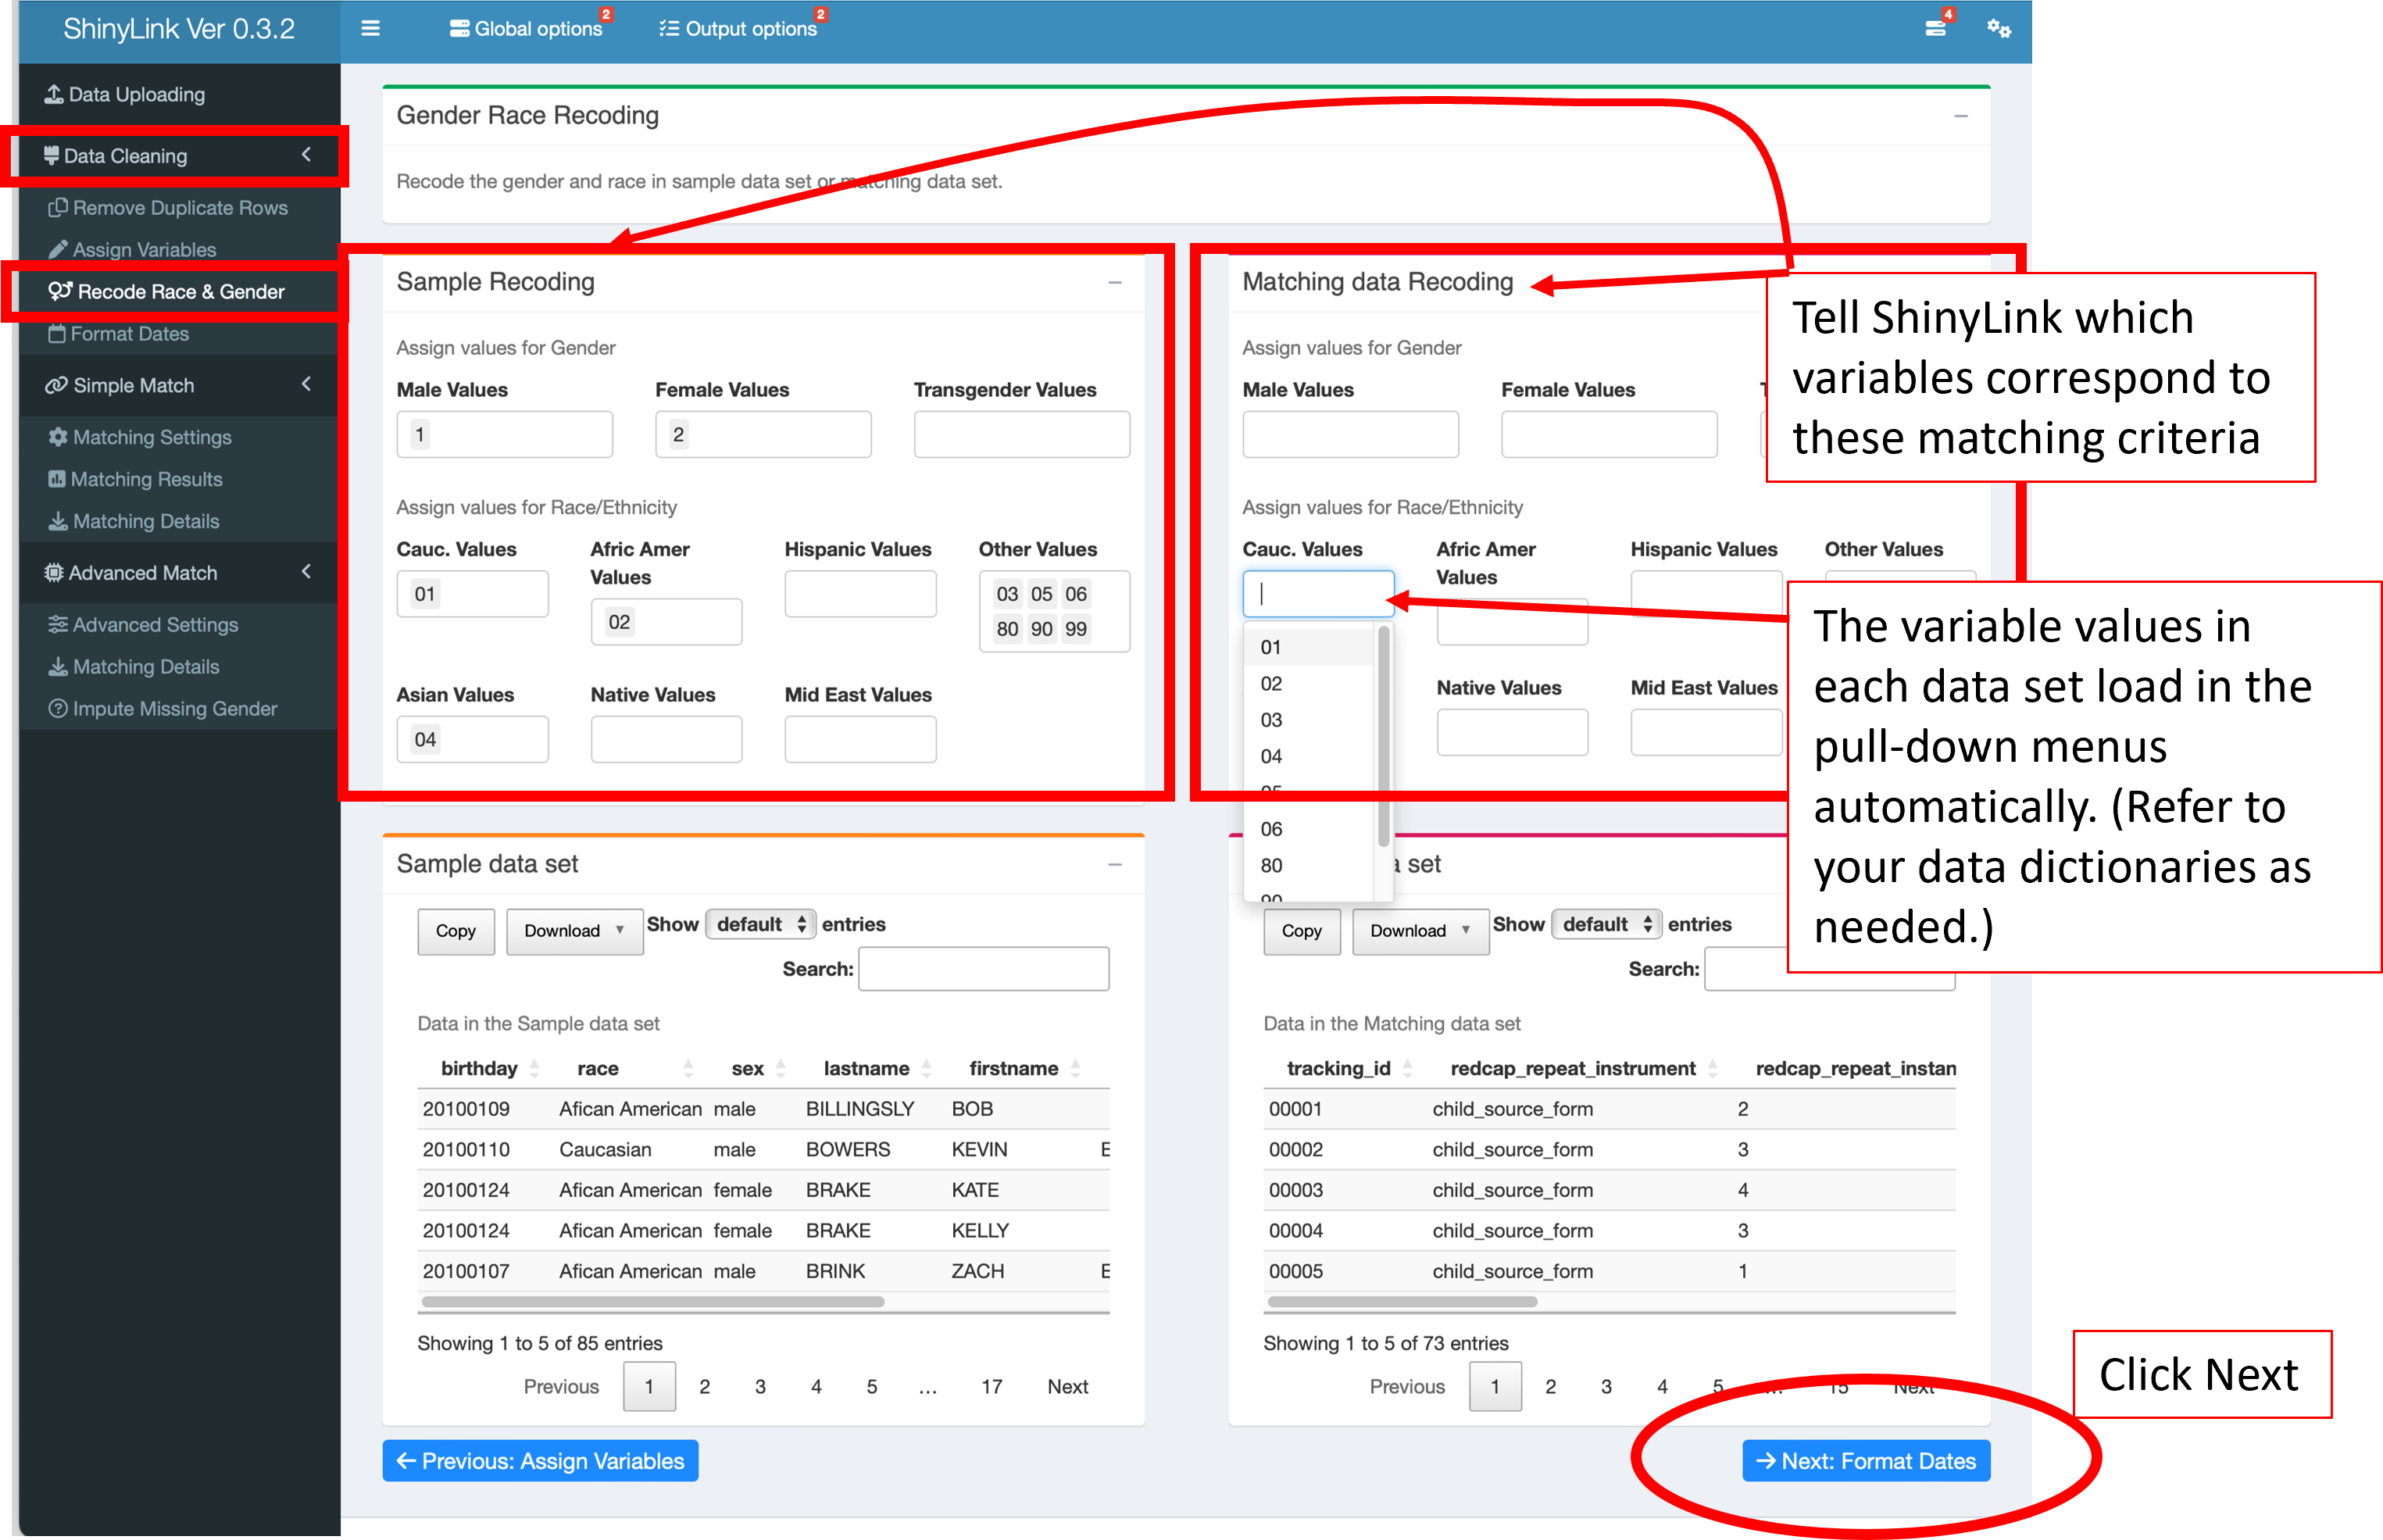 ShinyLink Ver 0.3.2
Global options 2
Output options 2
4
Data Uploading
Data Cleaning
Remove Duplicate Rows
Assign Variables
Recode Race & Gender
Format Dates
Simple Match
Matching Settings
Matching Results
Matching Details
Advanced Match
Advanced Settings
Matching Details
Impute Missing Gender
Gender Race Recoding
Recode the gender and race in sample data set or matching data set.
Sample Recoding
Assign values for Gender
Male Values Female Values Transgender Values
1 2
Assign values for Race/Ethnicity
Cauc. Values Afric Amer Values Hispanic Values Other Values
01 02 03 05 06
80 90 99
Asian Values Native Values Mid East Values
04
Matching data Recoding
Assign values for Gender
Male Values Female Values
Assign values for Race/Ethnicity
Cauc. Values Afric Amer Values Hispanic Values Other Values
01
02
03
04
05
06
80
90
Native Values Mid East Values
Tell ShinyLink which
variables correspond to
these matching criteria
The variable values in
each data set load in the
pull-down menus
automatically. (Refer to
your data dictionaries as
needed.)
Sample data set
Copy Download Show default entries
Search:
Data in the Sample data set
birthday race sex lastname firstname
20100109 Afican American male BILLINGSLY BOB
20100110 Caucasian male BOWERS KEVIN E
20100124 Afican American female BRAKE KATE
20100124 Afican American female BRAKE KELLY
20100107 Afican American male BRINK ZACH E
Showing 1 to 5 of 85 entries
Previous 1 2 3 4 5 … 17 Next
set
Copy Download Show default entries
Search:
Data in the Matching data set
tracking_id redcap_repeat_instrument redcap_repeat_instan
00001 child_source_form 2
00002 child_source_form 3
00003 child_source_form 4
00004 child_source_form 3
00005 child_source_form 1
Showing 1 to 5 of 73 entries
Previous 1 2 3 4 5 … 15 Next
Click Next
Previous: Assign Variables
Next: Format Dates